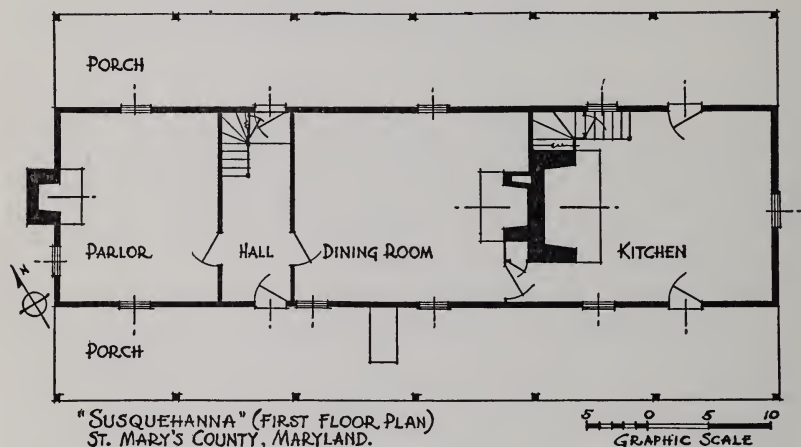 PORCH
PARLOR HALL DINING ROOM KITCHEN
N
PORCH
"SUSQUEHANNA" (FIRST FLOOR PLAN)
ST. MARY'S COUNTY, MARYLAND.
5 0 5 10
GRAPHIC SCALE